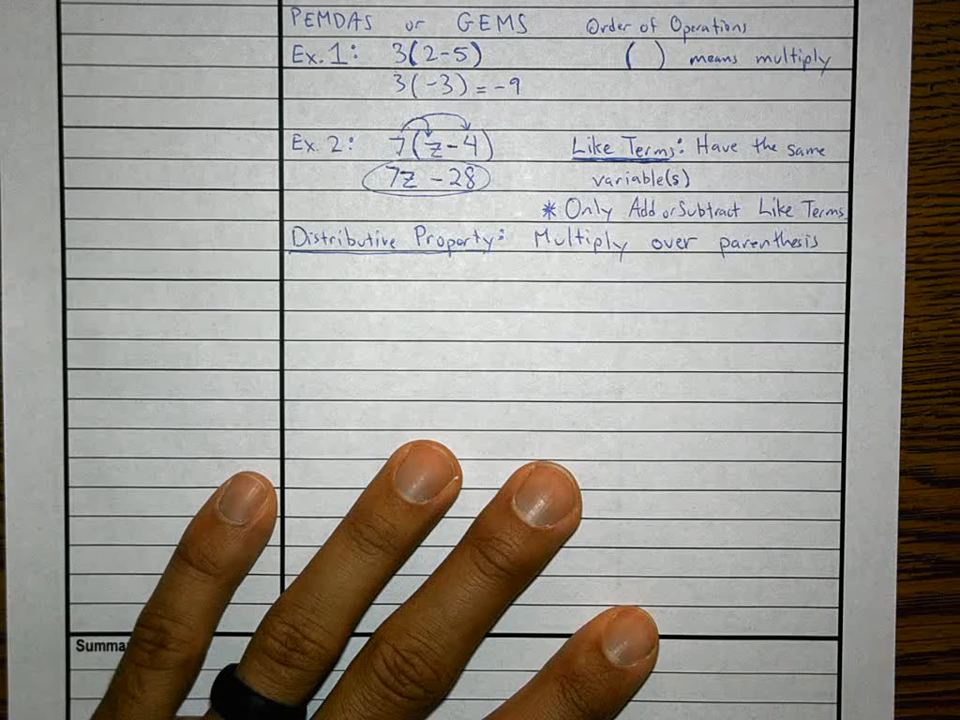 PEMDAS or GEMS Order of Operations
Ex. 1: 3(2-5) ( ) means multiply
3(-3) = -9
Ex. 2: 7(z-4) Like Terms: Have the same
7z - 28 variable(s)
* Only Add or Subtract Like Terms
Distributive Property: Multiply over parenthesis
Summa